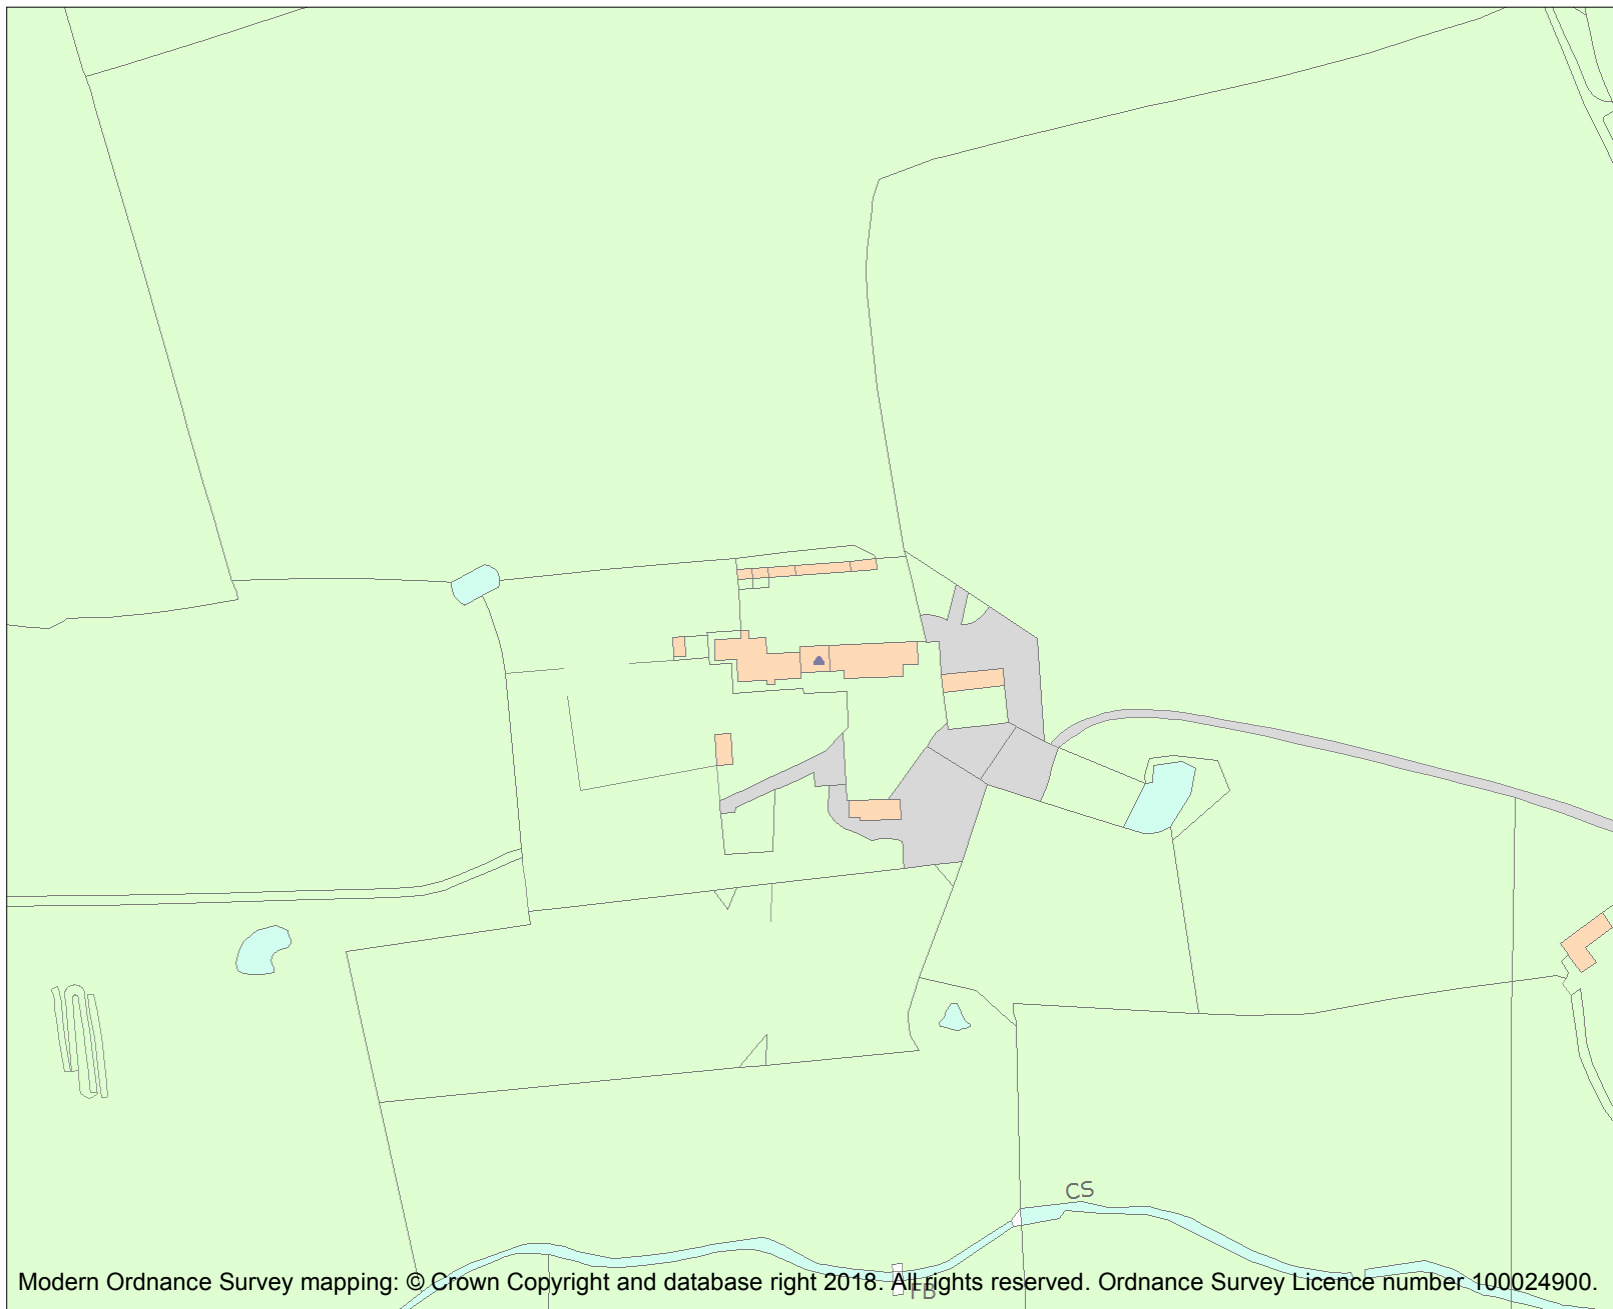 CS
FB
Modern Ordnance Survey mapping: © Crown Copyright and database right 2018. All rights reserved. Ordnance Survey Licence number 100024900.